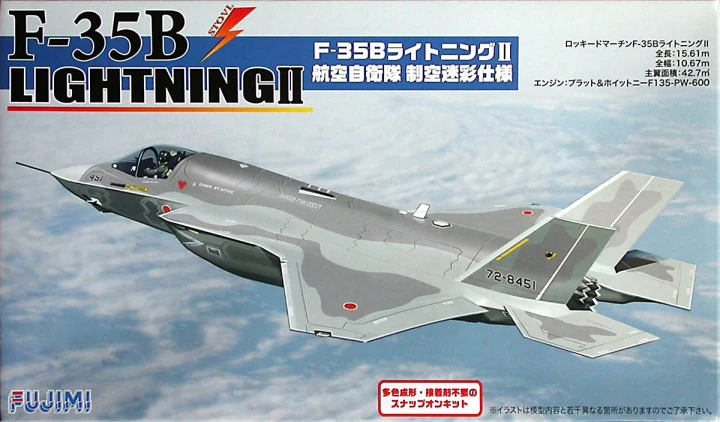 F-35B
STOVL
LIGHTNING II
F-35BライトニングII
航空自衛隊 制空迷彩仕様
ロッキードマーチンF-35BライトニングII
全長:15.61m
全幅:10.67m
主翼面積:42.7㎡
エンジン:プラット&ホイットニーF135-PW-600
451
72-8451
FUJIMI
多色成形・接着剤不要の
スナップオンキット
※イラストは模型内容と若干異なる箇所がありますのでご了承下さい。